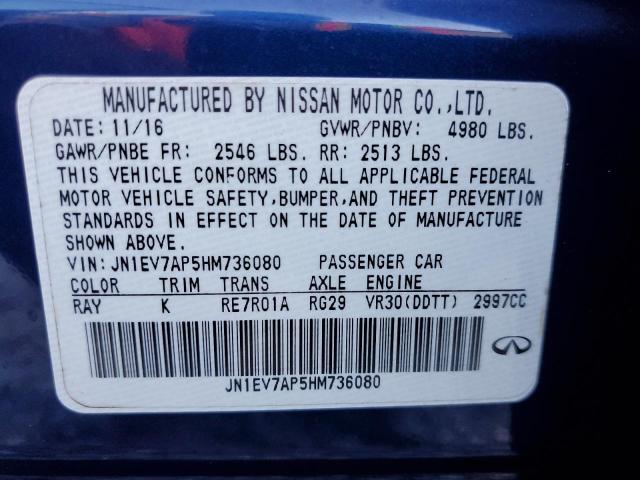 MANUFACTURED BY NISSAN MOTOR CO.,LTD.
DATE: 11/16 GVWR/PNBV: 4980 LBS.
GAWR/PNBE FR: 2546 LBS. RR: 2513 LBS.
THIS VEHICLE CONFORMS TO ALL APPLICABLE FEDERAL
MOTOR VEHICLE SAFETY,BUMPER,AND THEFT PREVENTION
STANDARDS IN EFFECT ON THE DATE OF MANUFACTURE
SHOWN ABOVE.
VIN: JN1EV7AP5HM736080 PASSENGER CAR
COLOR TRIM TRANS AXLE ENGINE
RAY K RE7R01A RG29 VR30(DDTT) 2997CC
JN1EV7AP5HM736080